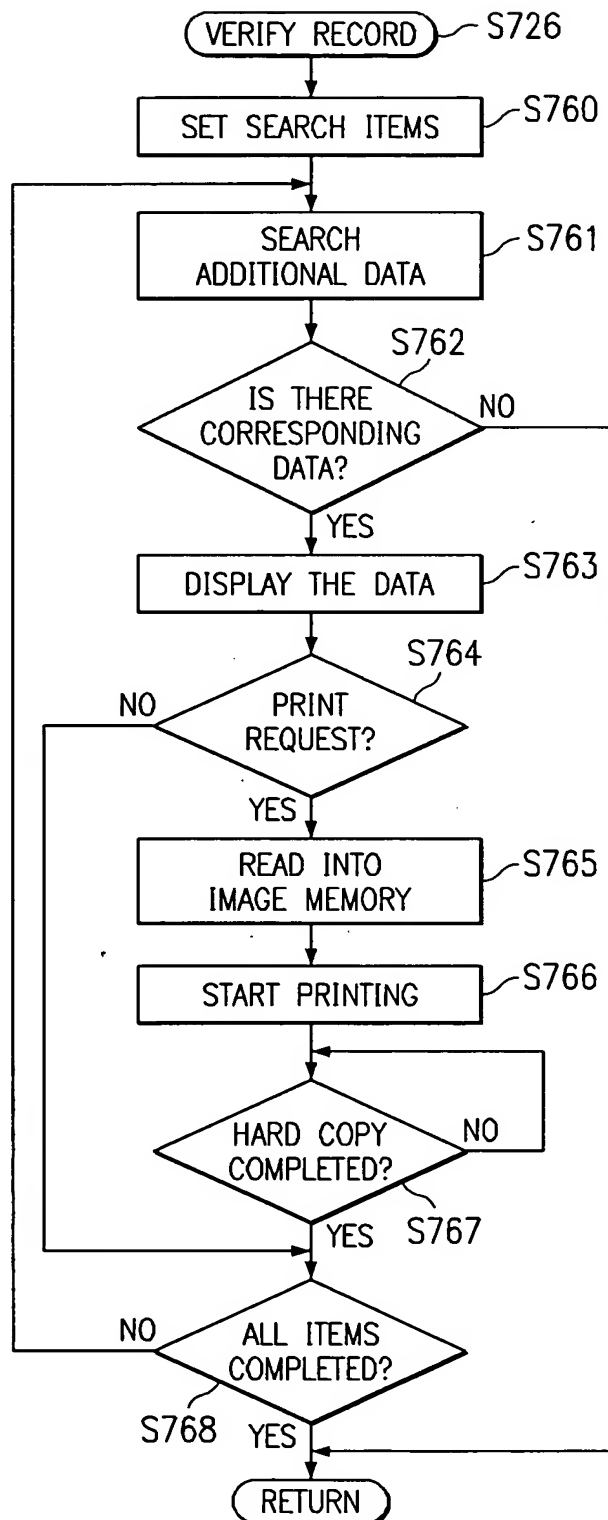 VERIFY RECORD
S726
SET SEARCH ITEMS
S760
SEARCH
ADDITIONAL DATA
S761
S762
IS THERE
CORRESPONDING
DATA?
NO
YES
DISPLAY THE DATA
S763
S764
NO
PRINT
REQUEST?
YES
READ INTO
IMAGE MEMORY
S765
START PRINTING
S766
HARD COPY
COMPLETED?
NO
YES
S767
NO
ALL ITEMS
COMPLETED?
S768
YES
RETURN